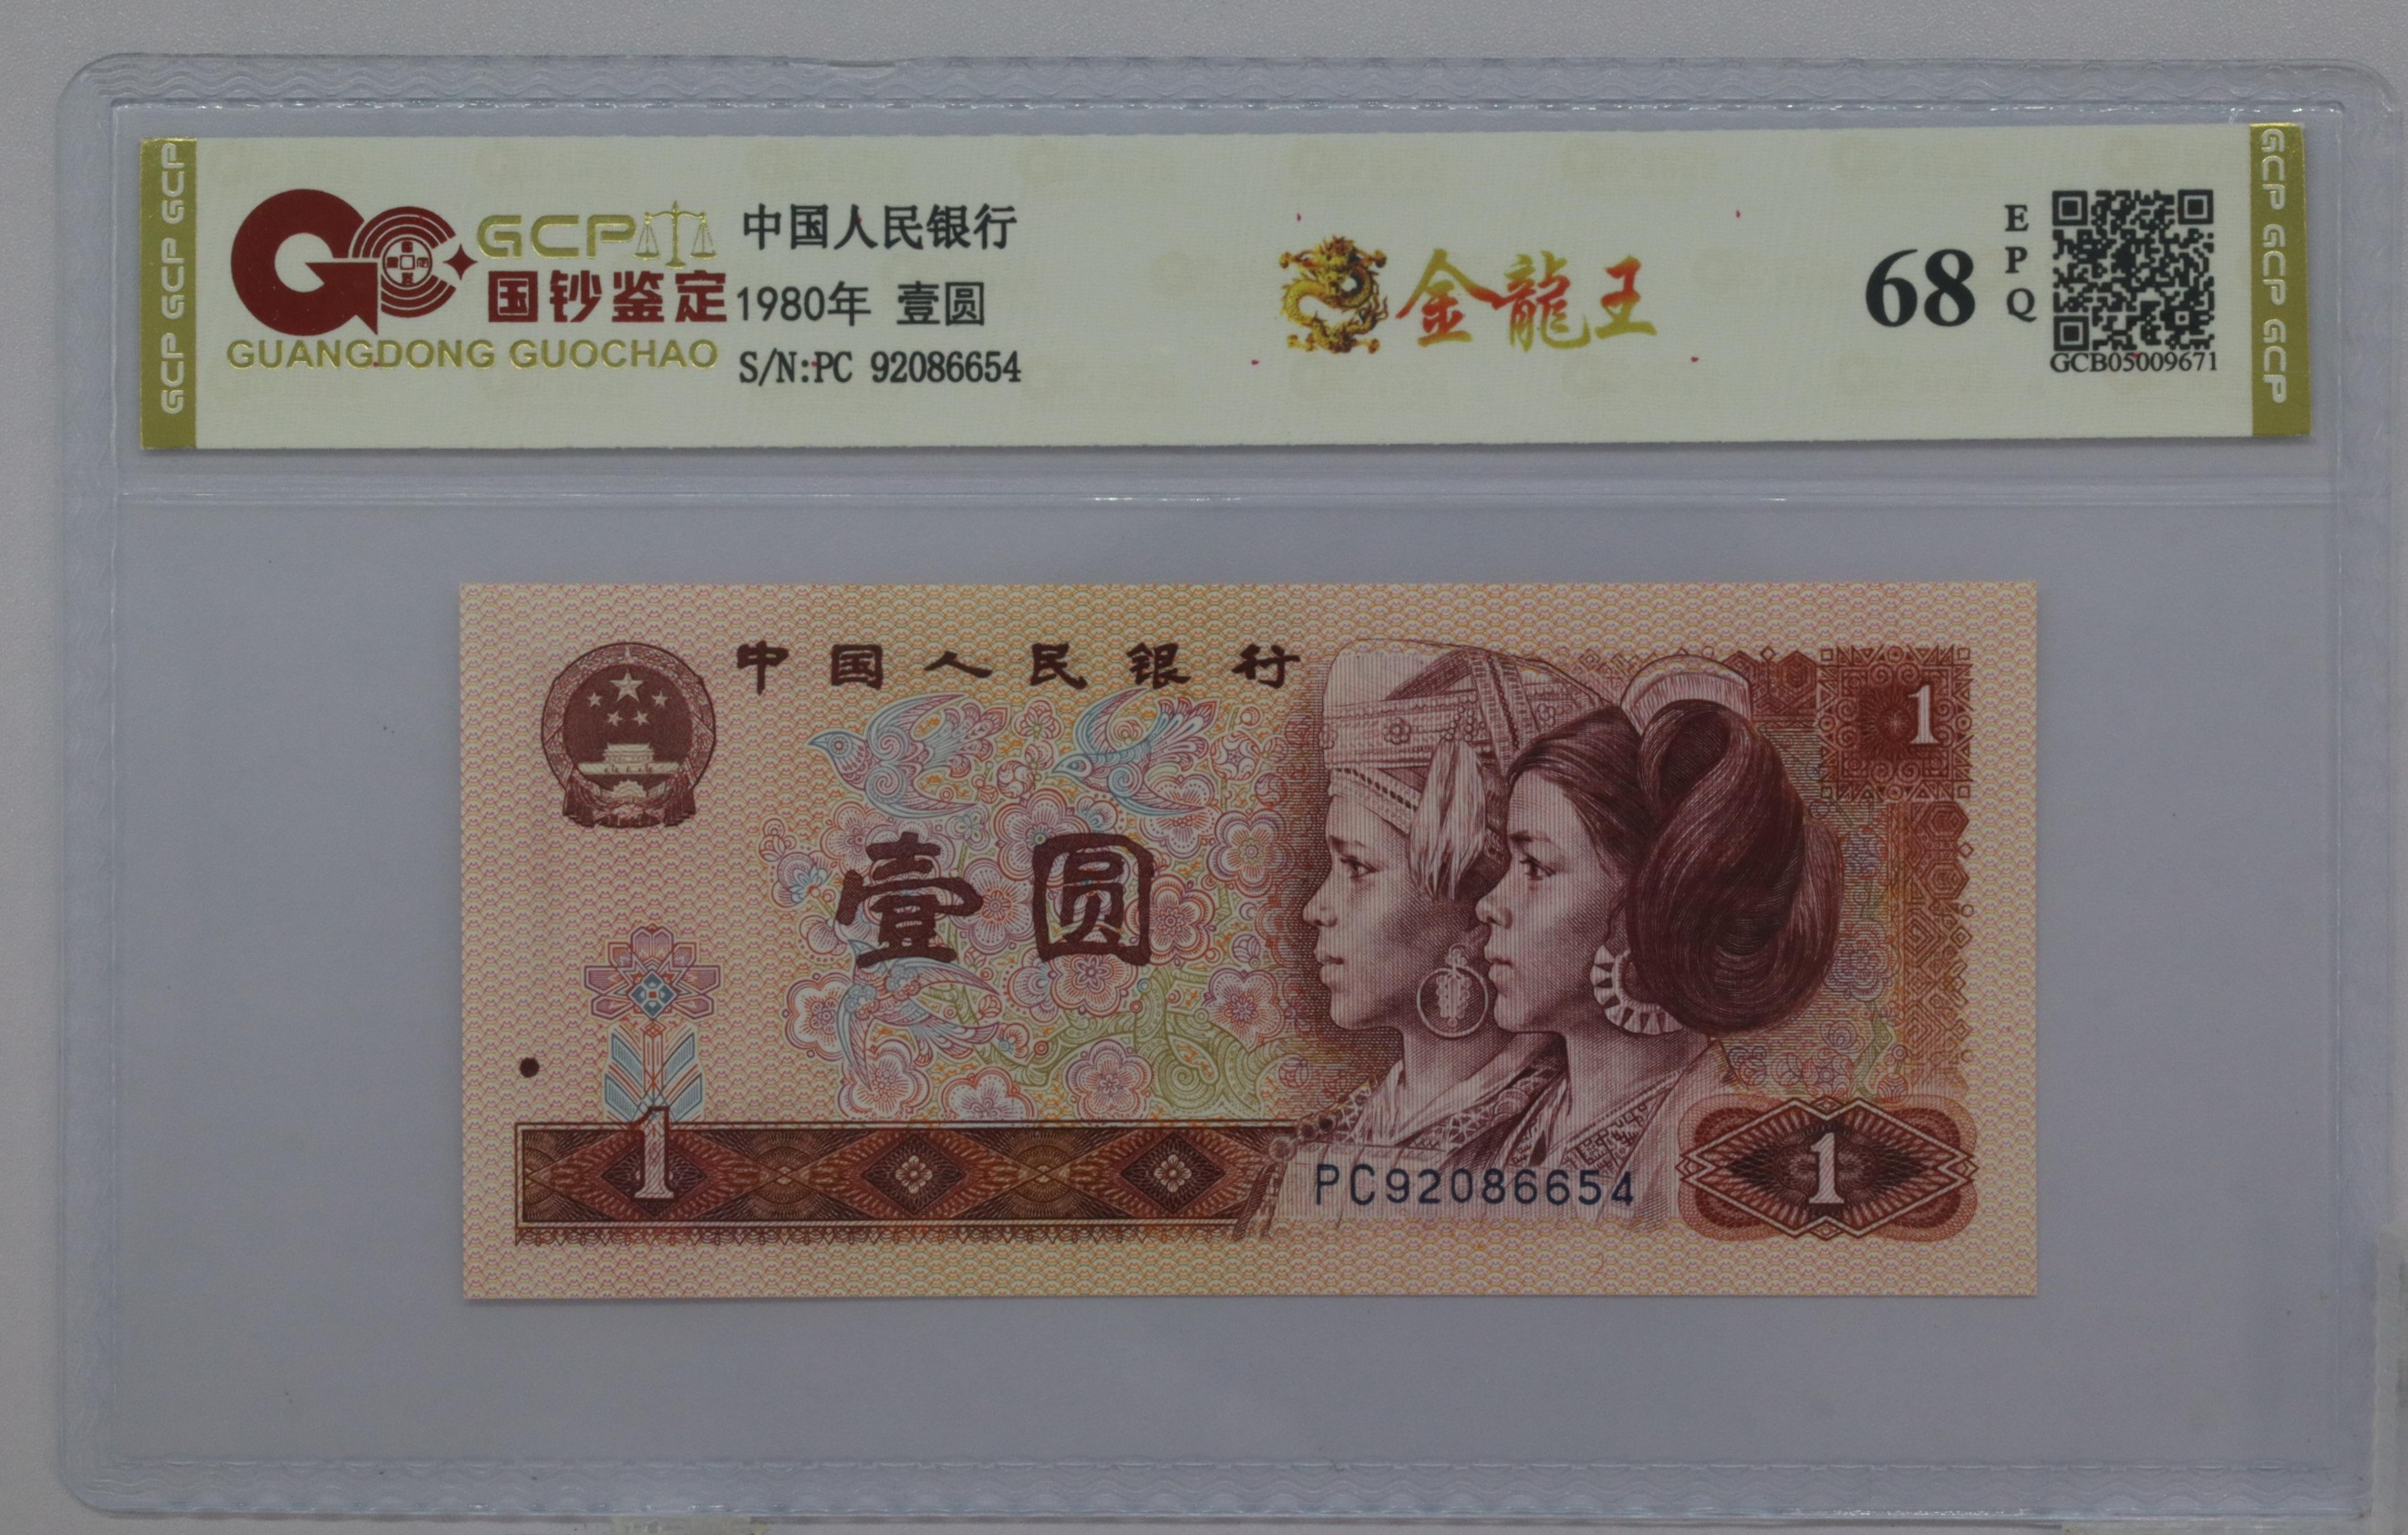 GCP GCP GCP
GCP
国钞鉴定
GUANGDONG GUOCHAO
中国人民银行
1980年 壹圆
S/N:PC 92086654
金龍王
68
EPQ
GCB05009671
GCP GCP GCP
中国人民银行
1
壹圆
1
PC92086654
1